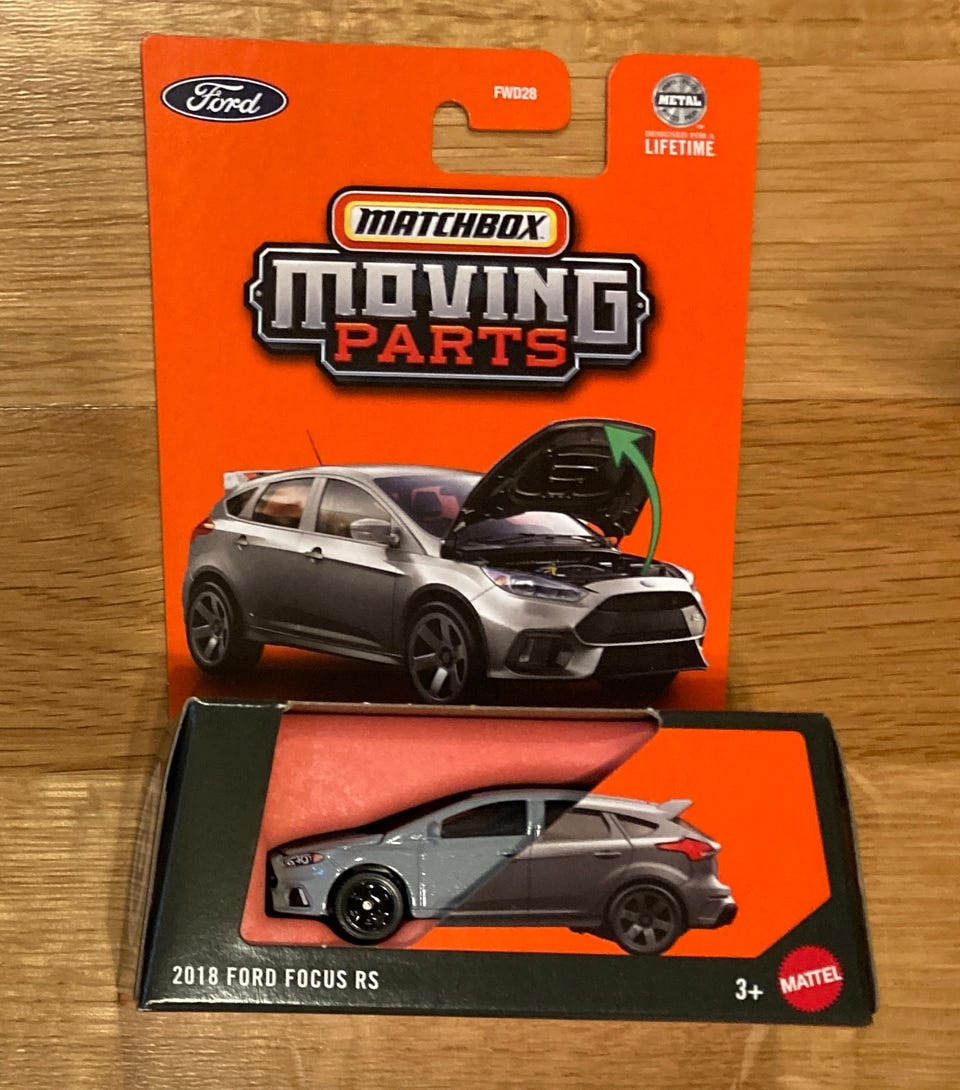 Ford
FWD28
METAL
DESIGNED FOR A
LIFETIME
MATCHBOX
MOVING
PARTS
2018 FORD FOCUS RS
3+
MATTEL